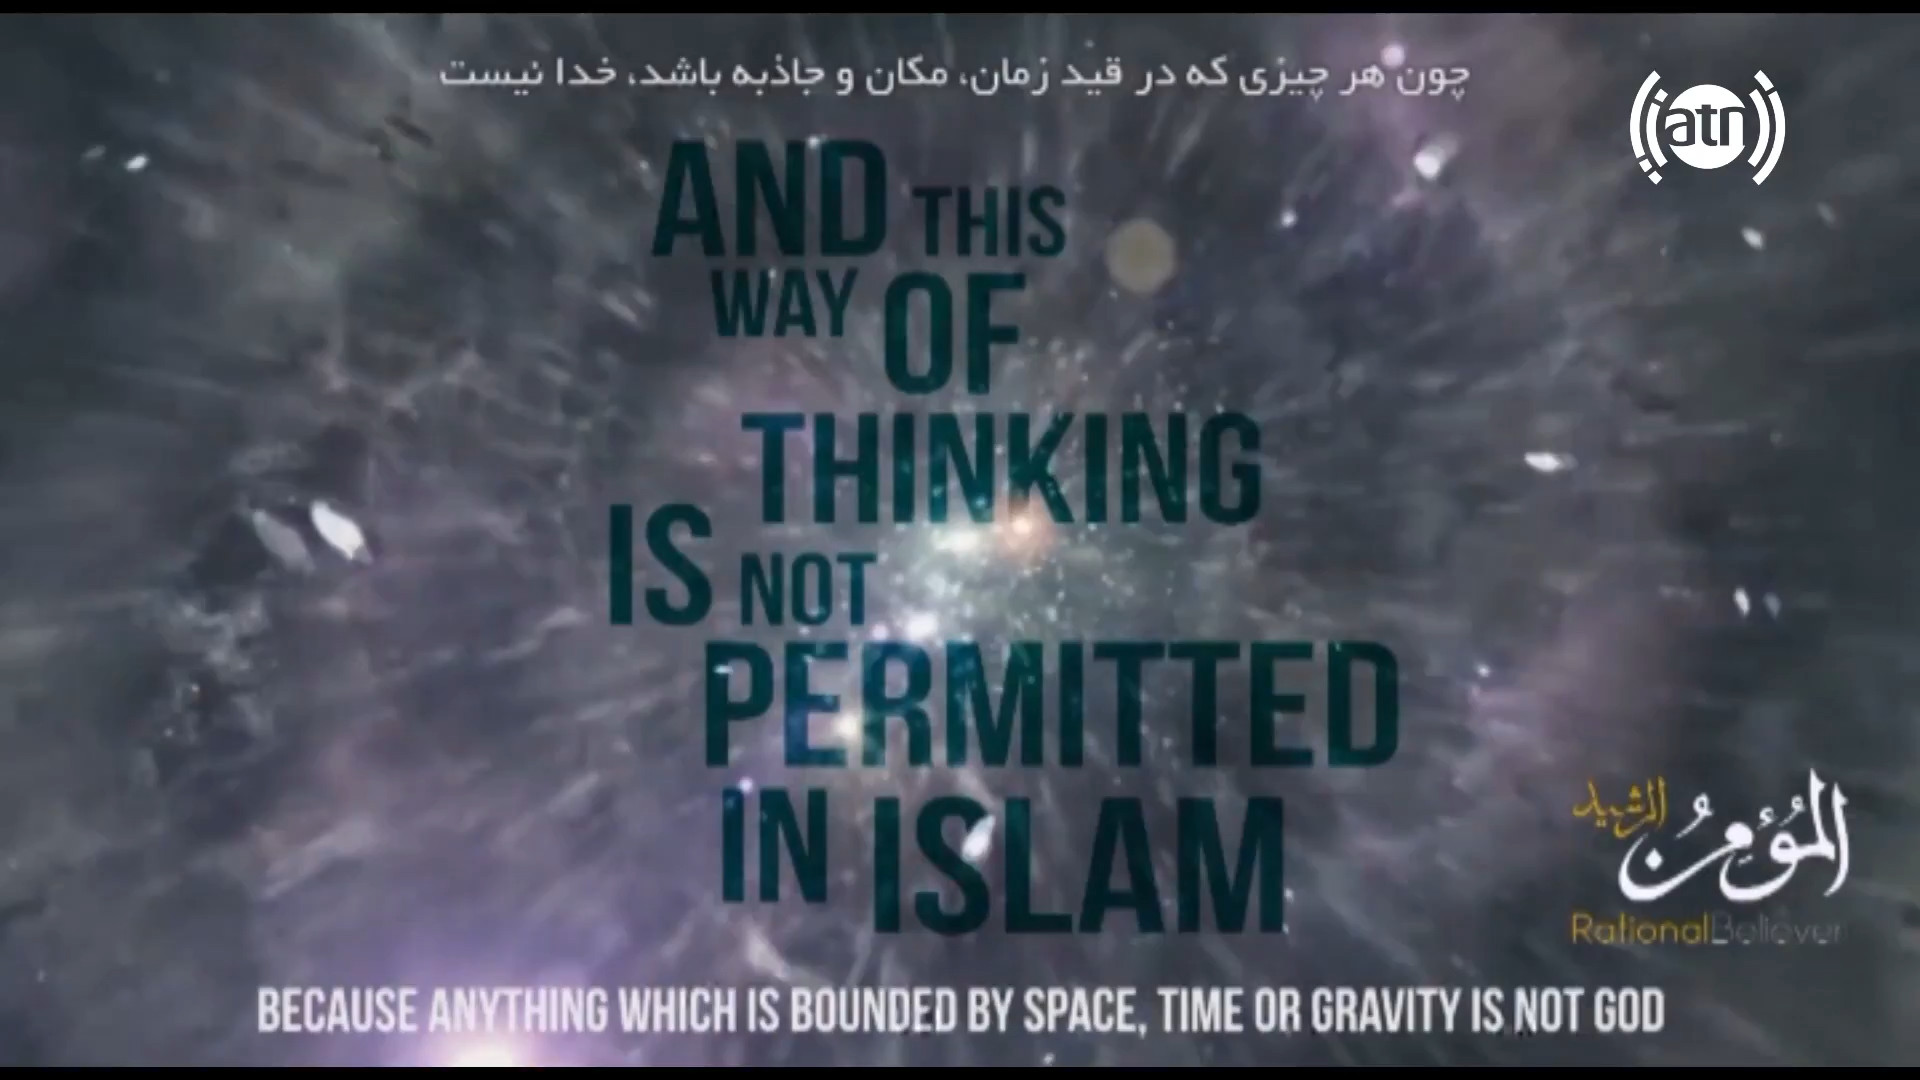 چون هر چیزی که در قید زمان، مکان و جاذبه باشد، خدا نیست
atn
AND THIS
WAY OF
THINKING
IS NOT
PERMITTED
IN ISLAM
المُؤمِنُ الرشيد
RationalBeliever
BECAUSE ANYTHING WHICH IS BOUNDED BY SPACE, TIME OR GRAVITY IS NOT GOD